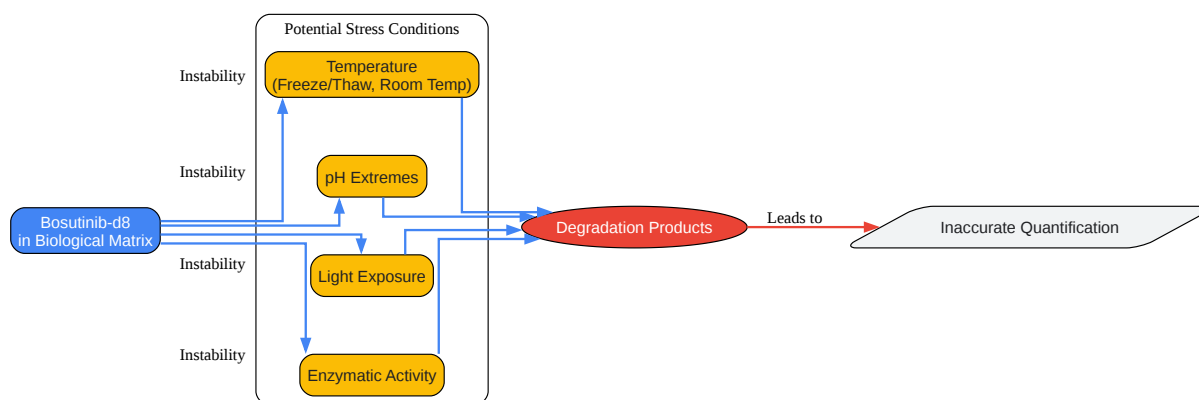 Potential Stress Conditions
Instability
Temperature
(Freeze/Thaw, Room Temp)
Instability
pH Extremes
Bosutinib-d8
in Biological Matrix
Degradation Products
Leads to
Inaccurate Quantification
Instability
Light Exposure
Instability
Enzymatic Activity